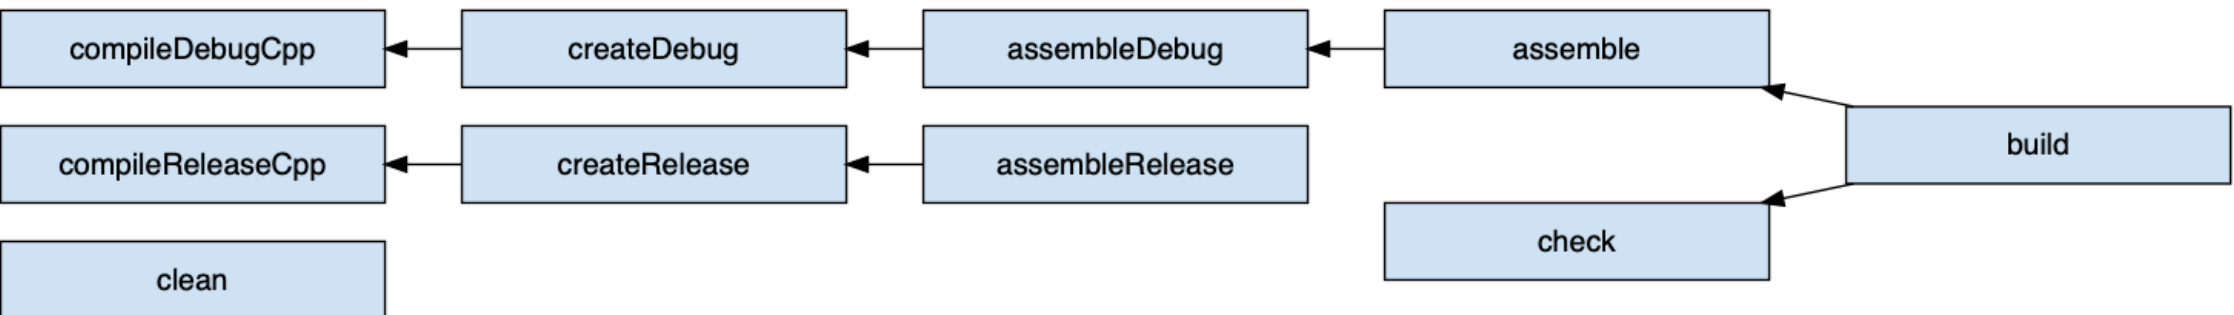 compileDebugCpp
createDebug
assembleDebug
assemble
compileReleaseCpp
createRelease
assembleRelease
build
check
clean